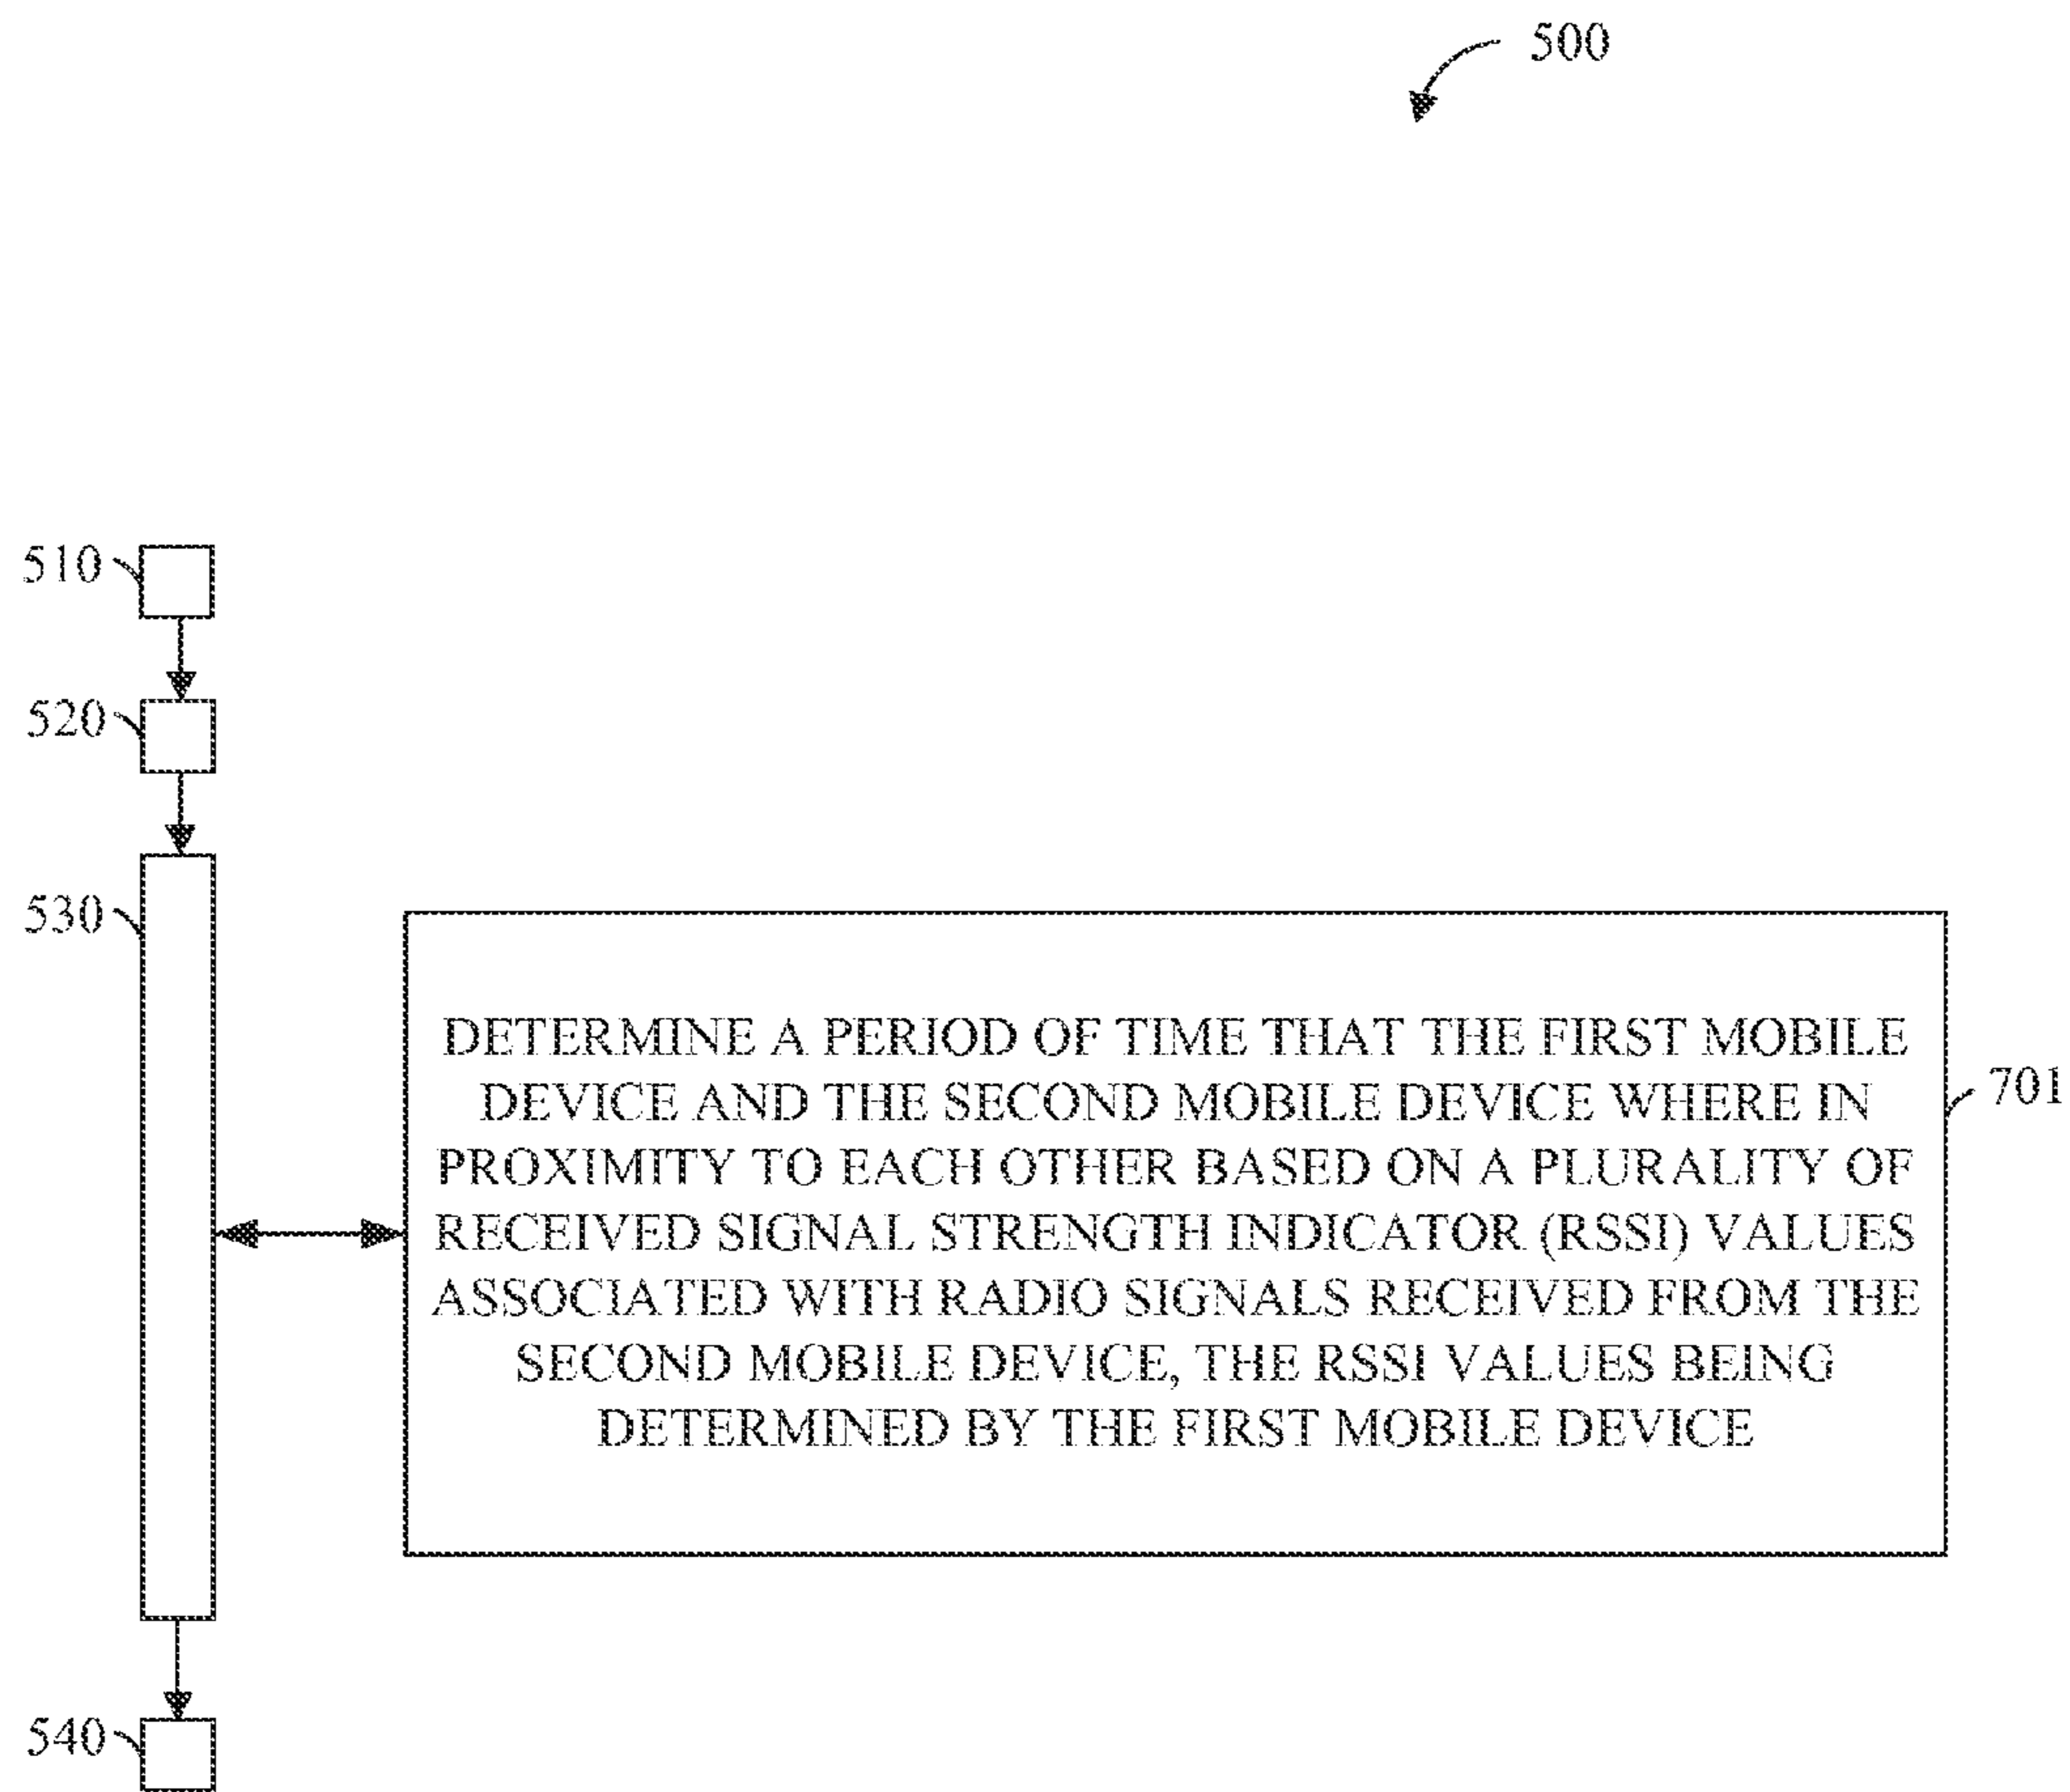 500
510
520
530
DETERMINE A PERIOD OF TIME THAT THE FIRST MOBILE
DEVICE AND THE SECOND MOBILE DEVICE WHERE IN
PROXIMITY TO EACH OTHER BASED ON A PLURALITY OF
RECEIVED SIGNAL STRENGTH INDICATOR (RSSI) VALUES
ASSOCIATED WITH RADIO SIGNALS RECEIVED FROM THE
SECOND MOBILE DEVICE, THE RSSI VALUES BEING
DETERMINED BY THE FIRST MOBILE DEVICE
701
540